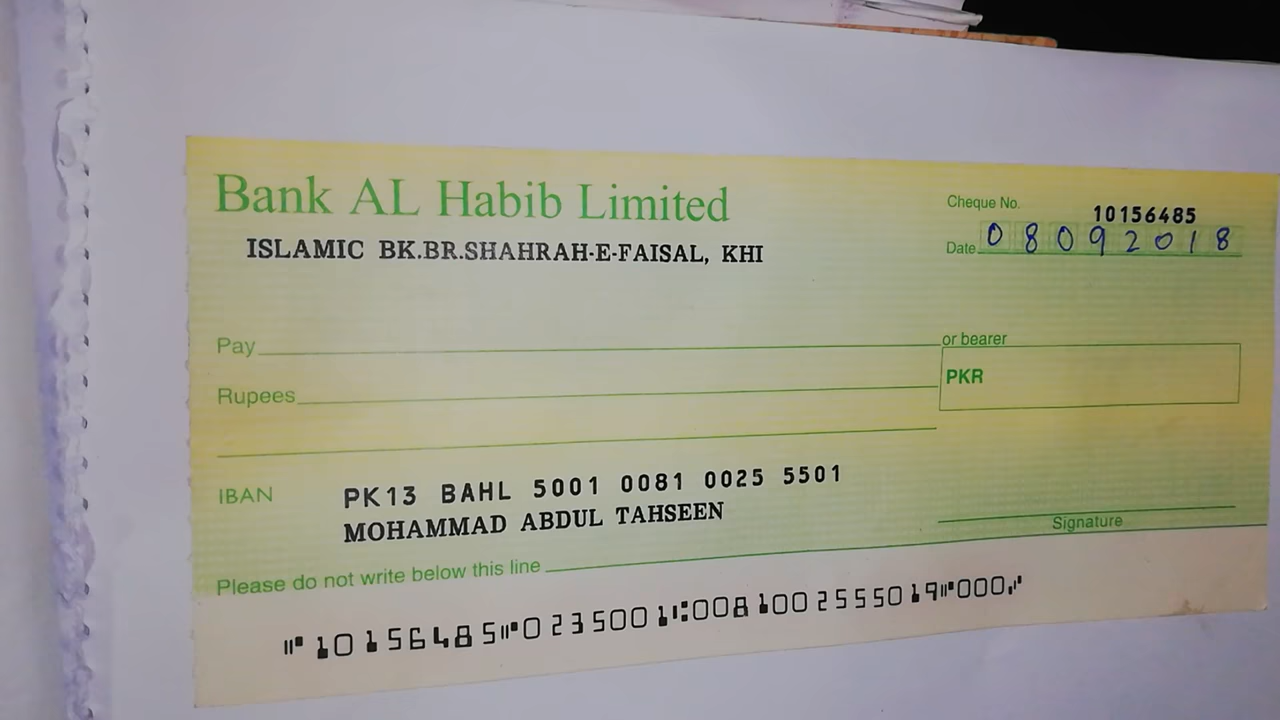 Bank AL Habib Limited
ISLAMIC BK.BR.SHAHRAH-E-FAISAL, KHI
Cheque No. 10156485
Date 08092018
Pay or bearer
Rupees PKR
IBAN PK13 BAHL 5001 0081 0025 5501
MOHAMMAD ABDUL TAHSEEN
Signature
Please do not write below this line
⑈10156485⑈0235001⑆0081002555019⑈000⑇